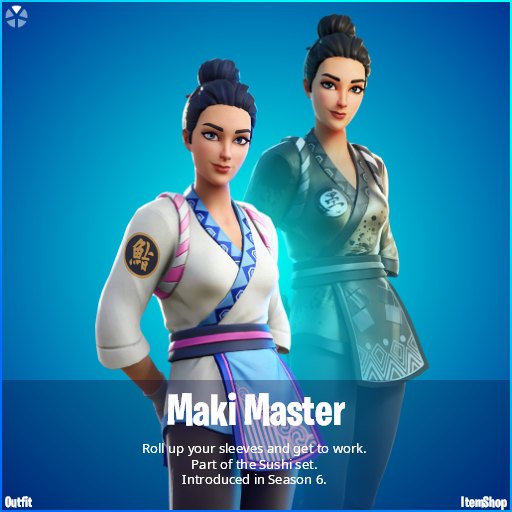 鮨
Maki Master
Roll up your sleeves and get to work.
Part of the Sushi set.
Introduced in Season 6.
Outfit
ItemShop